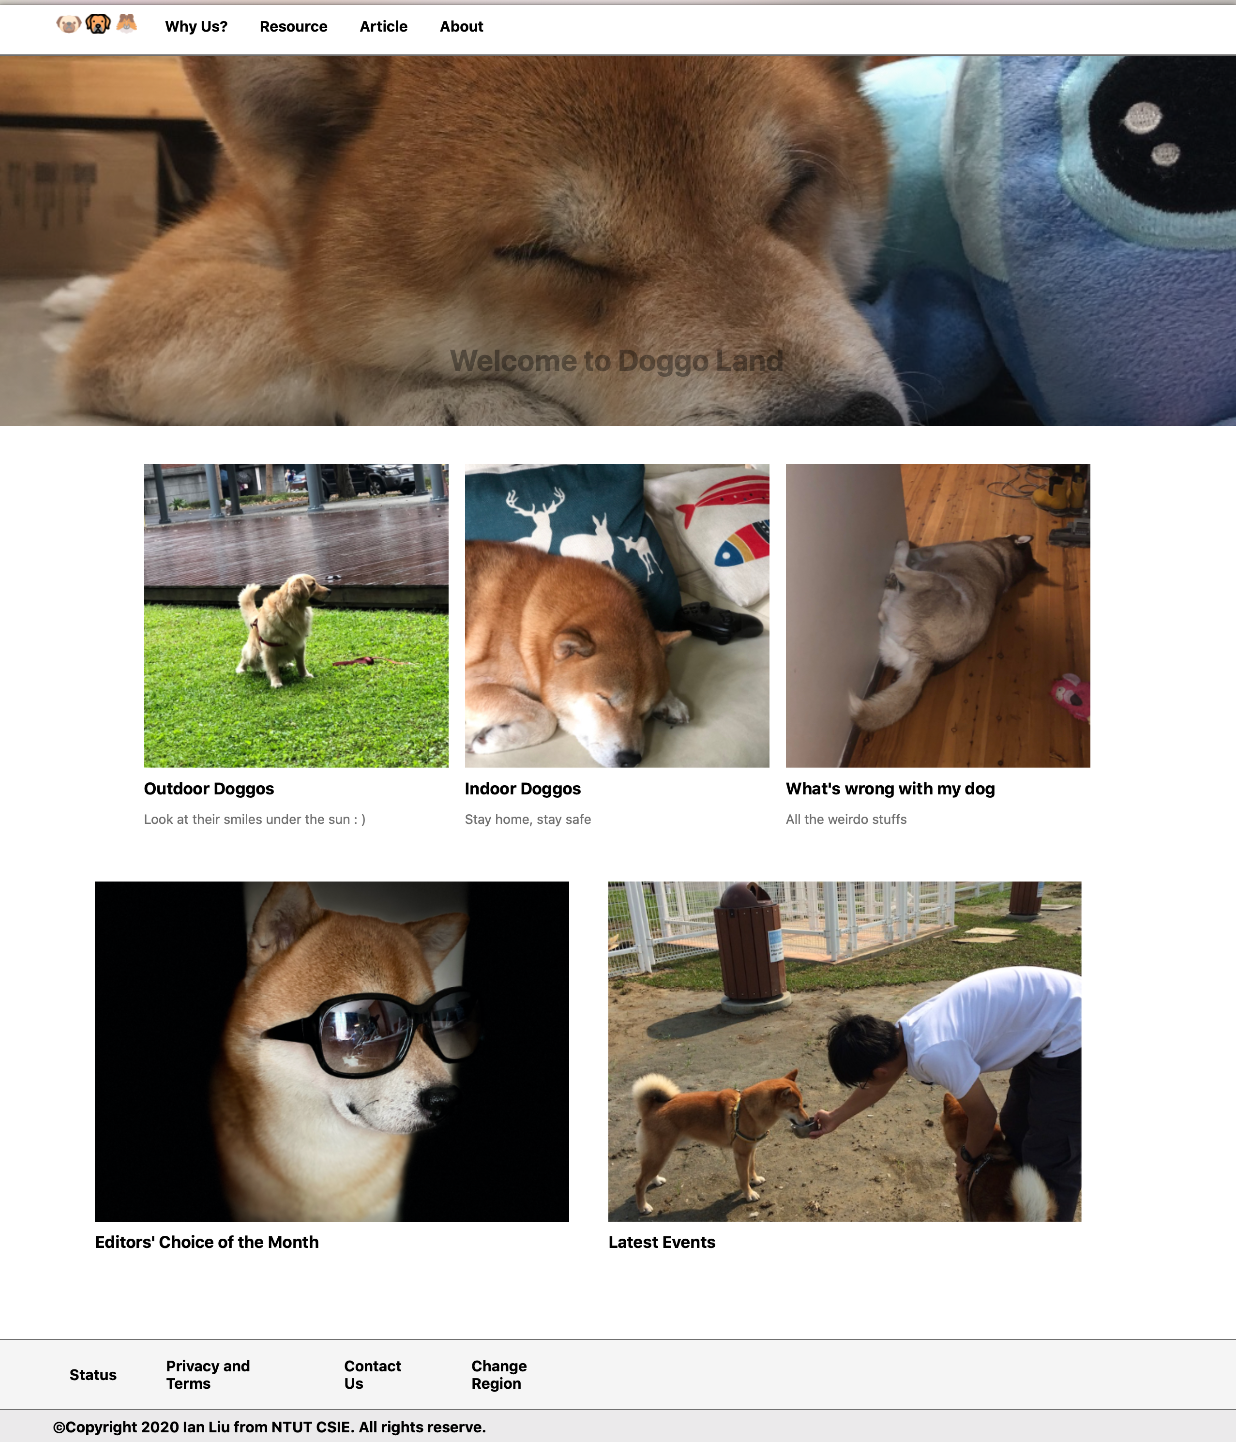 Why Us? Resource Article About
Welcome to Doggo Land
Outdoor Doggos
Look at their smiles under the sun : )
Indoor Doggos
Stay home, stay safe
What's wrong with my dog
All the weirdo stuffs
Editors' Choice of the Month
Latest Events
Status
Privacy and
Terms
Contact
Us
Change
Region
©Copyright 2020 Ian Liu from NTUT CSIE. All rights reserve.